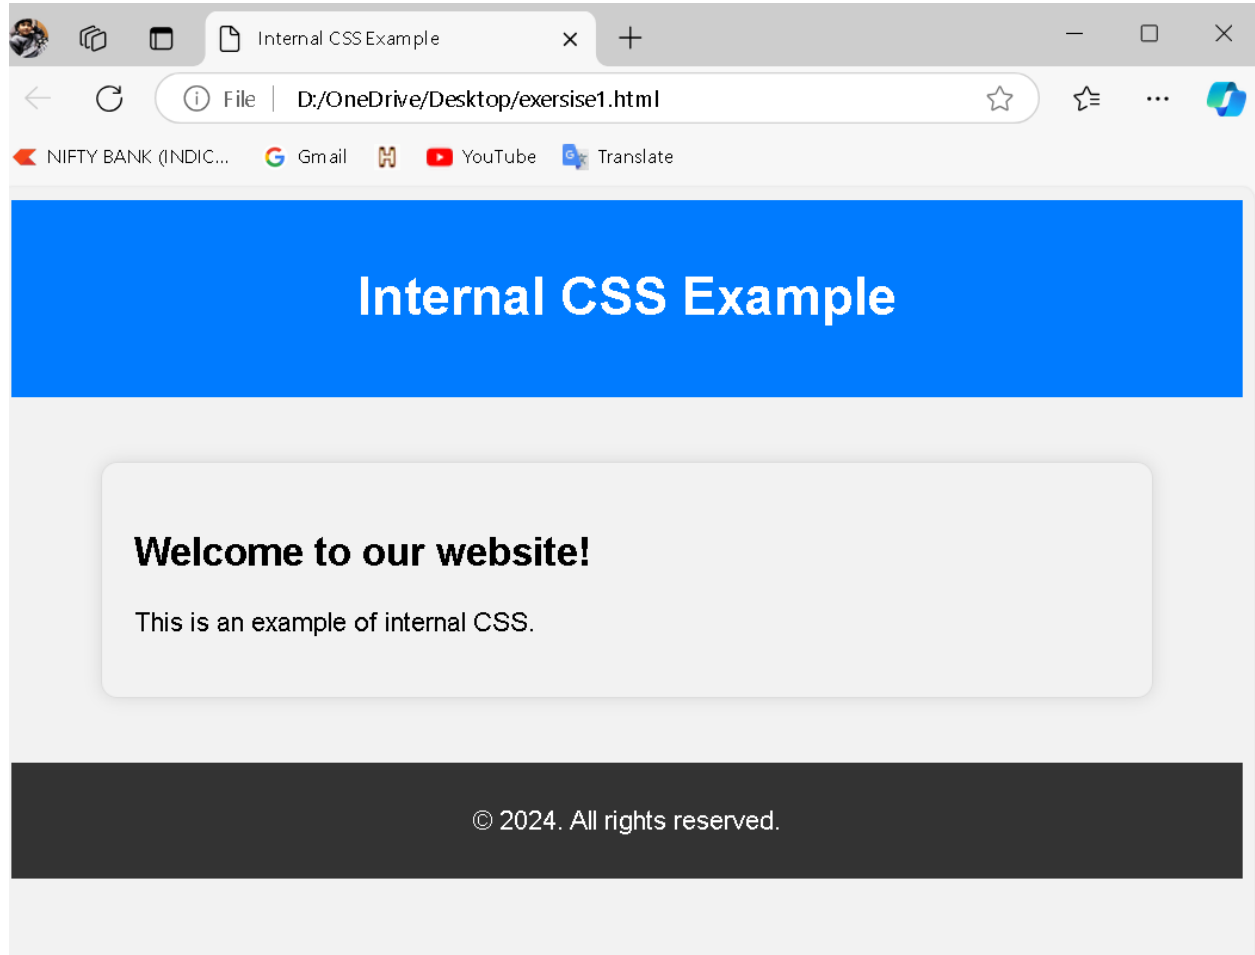 Internal CSS Example
File D:/OneDrive/Desktop/exersise1.html
NIFTY BANK (INDIC... Gmail YouTube Translate
Internal CSS Example
Welcome to our website!
This is an example of internal CSS.
© 2024. All rights reserved.